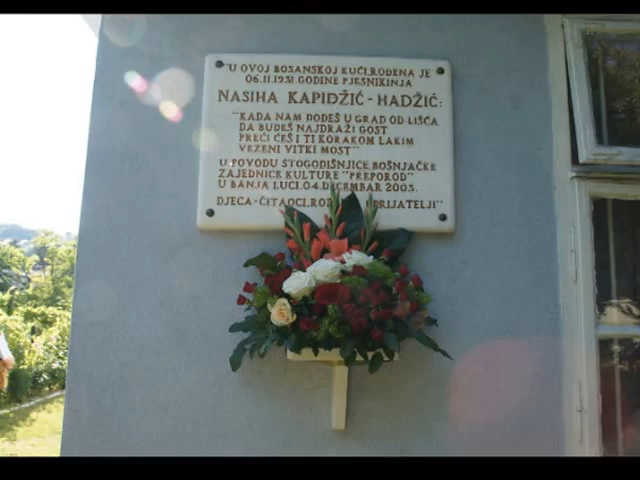 "U OVOJ BOSANSKOJ KUĆI ROĐENA JE
06.11.1931 GODINE PJESNIKINJA
NASIHA KAPIDŽIĆ - HADŽIĆ:
"KADA NAM DOĐEŠ U GRAD OD LIŠĆA
DA BUDEŠ NAJDRAŽI GOST
PREĆI ĆEŠ I TI KORAKOM LAKIM
VEZENI VITKI MOST"
U POVODU STOGODIŠNJICE BOŠNJAČKE
ZAJEDNICE KULTURE "PREPOROD"
U BANJA LUCI. 04. DECEMBAR 2003.
DJECA-ČITAOCI, PRIJATELJI"